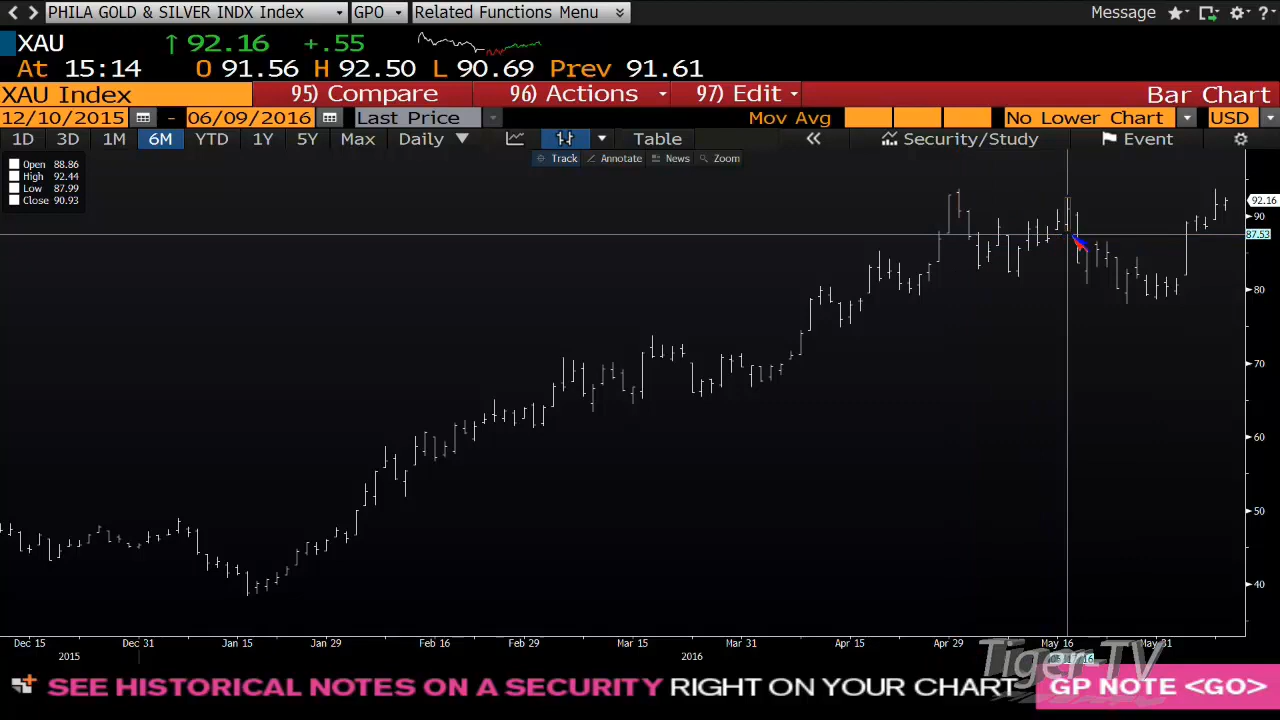 PHILA GOLD & SILVER INDX Index GPO Related Functions Menu Message ?
XAU ↑ 92.16 +.55
At 15:14 O 91.56 H 92.50 L 90.69 Prev 91.61
XAU Index 95) Compare 96) Actions 97) Edit Bar Chart
12/10/2015 - 06/09/2016 Last Price Mov Avg No Lower Chart USD
1D 3D 1M 6M YTD 1Y 5Y Max Daily Table Security/Study Event
Track Annotate News Zoom
Open 88.86
High 92.44
Low 87.99
Close 90.93
92.16
90
87.53
80
70
60
50
40
Dec 15 Dec 31 Jan 15 Jan 29 Feb 16 Feb 29 Mar 15 Mar 31 Apr 15 Apr 29 May 16 May 31
2015 2016
Tiger-TV
SEE HISTORICAL NOTES ON A SECURITY RIGHT ON YOUR CHART GP NOTE <GO>